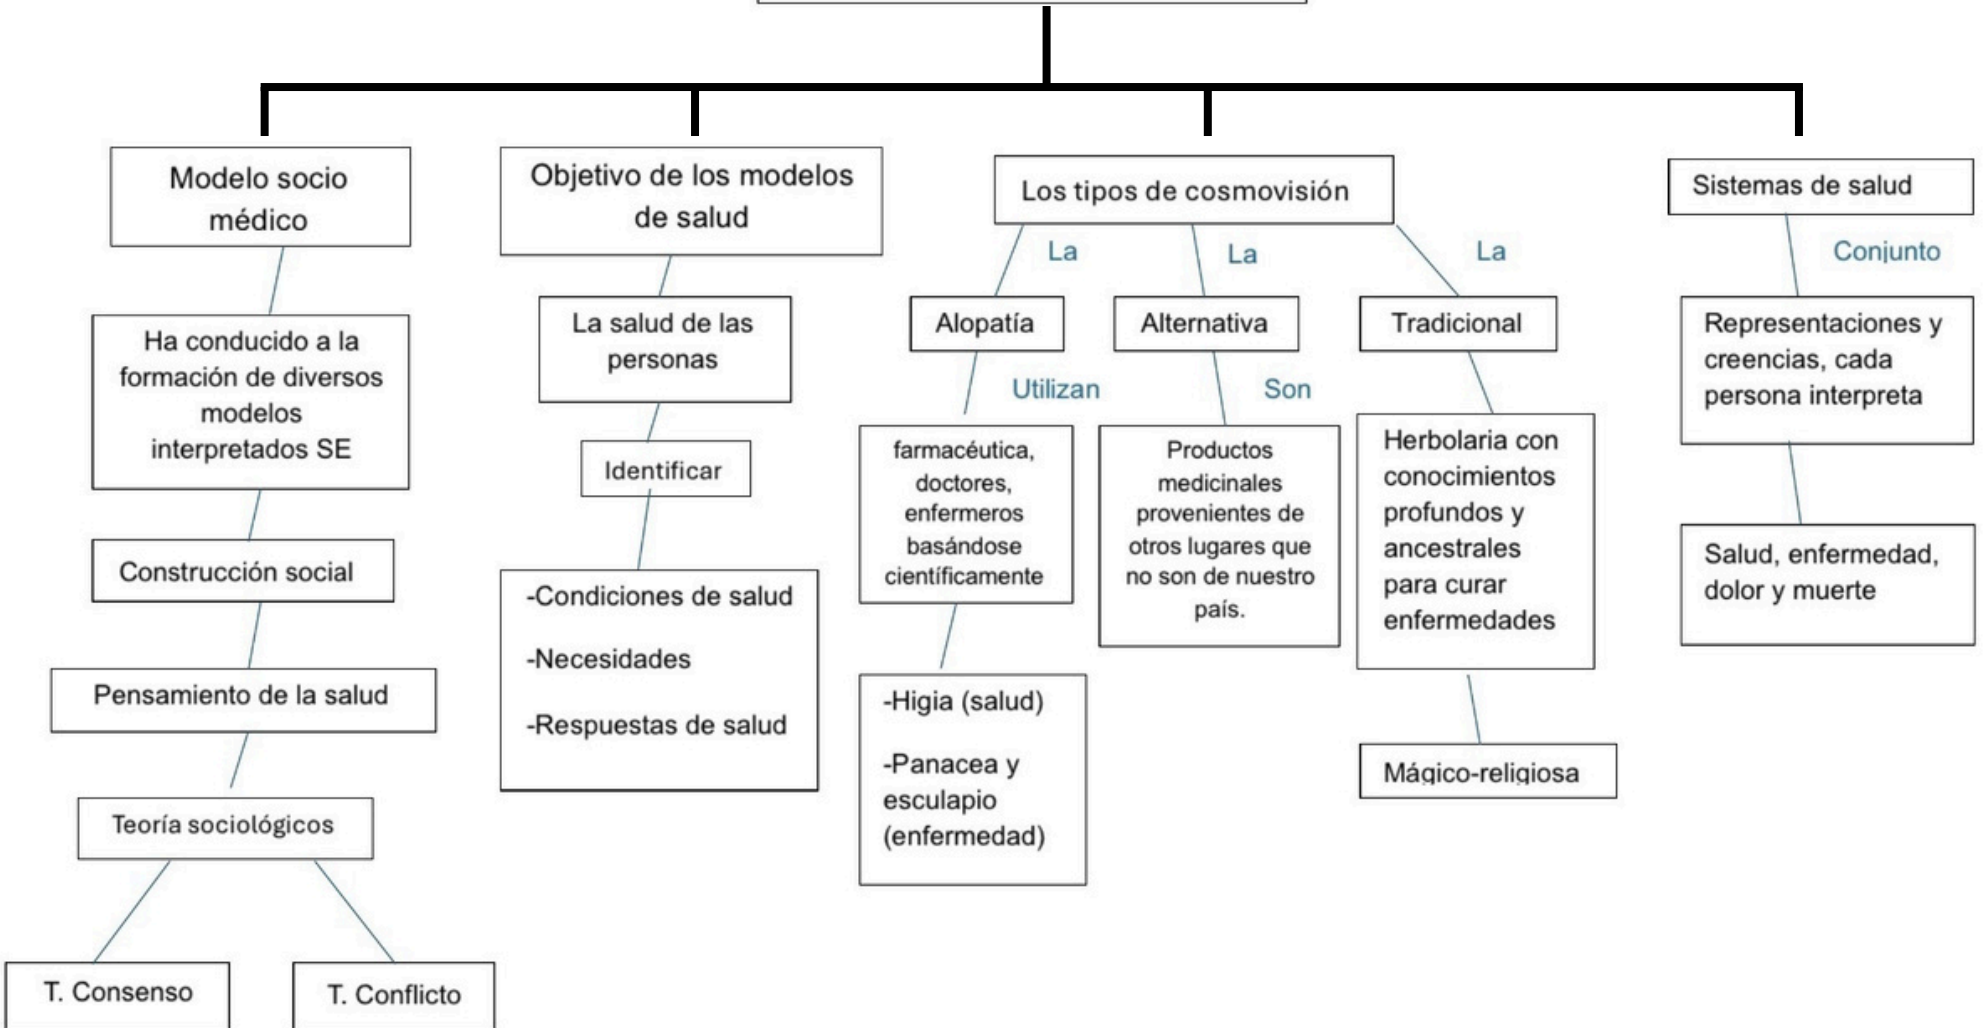 Modelo socio
médico
Ha conducido a la
formación de diversos
modelos
interpretados SE
Construcción social
Pensamiento de la salud
Teoría sociológicos
T. Consenso
T. Conflicto
Objetivo de los modelos
de salud
La salud de las
personas
Identificar
-Condiciones de salud
-Necesidades
-Respuestas de salud
Los tipos de cosmovisión
La
La
La
Alopatía
Utilizan
farmacéutica,
doctores,
enfermeros
basándose
científicamente
-Higia (salud)
-Panacea y
esculapio
(enfermedad)
Alternativa
Son
Productos
medicinales
provenientes de
otros lugares que
no son de nuestro
país.
Tradicional
Herbolaria con
conocimientos
profundos y
ancestrales
para curar
enfermedades
Mágico-religiosa
Sistemas de salud
Conjunto
Representaciones y
creencias, cada
persona interpreta
Salud, enfermedad,
dolor y muerte